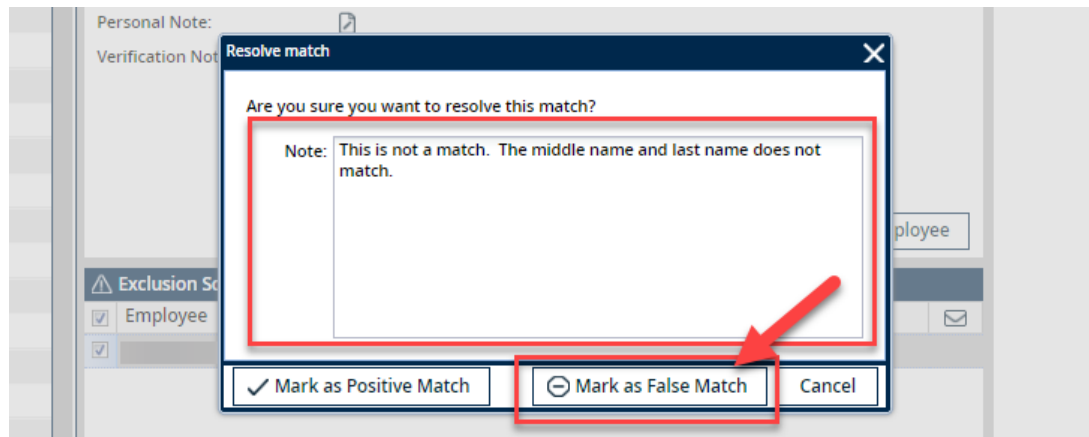 Personal Note:
Verification Not
Resolve match
Are you sure you want to resolve this match?
Note: This is not a match. The middle name and last name does not
match.
ployee
Exclusion Sc
Employee
Mark as Positive Match
Mark as False Match
Cancel